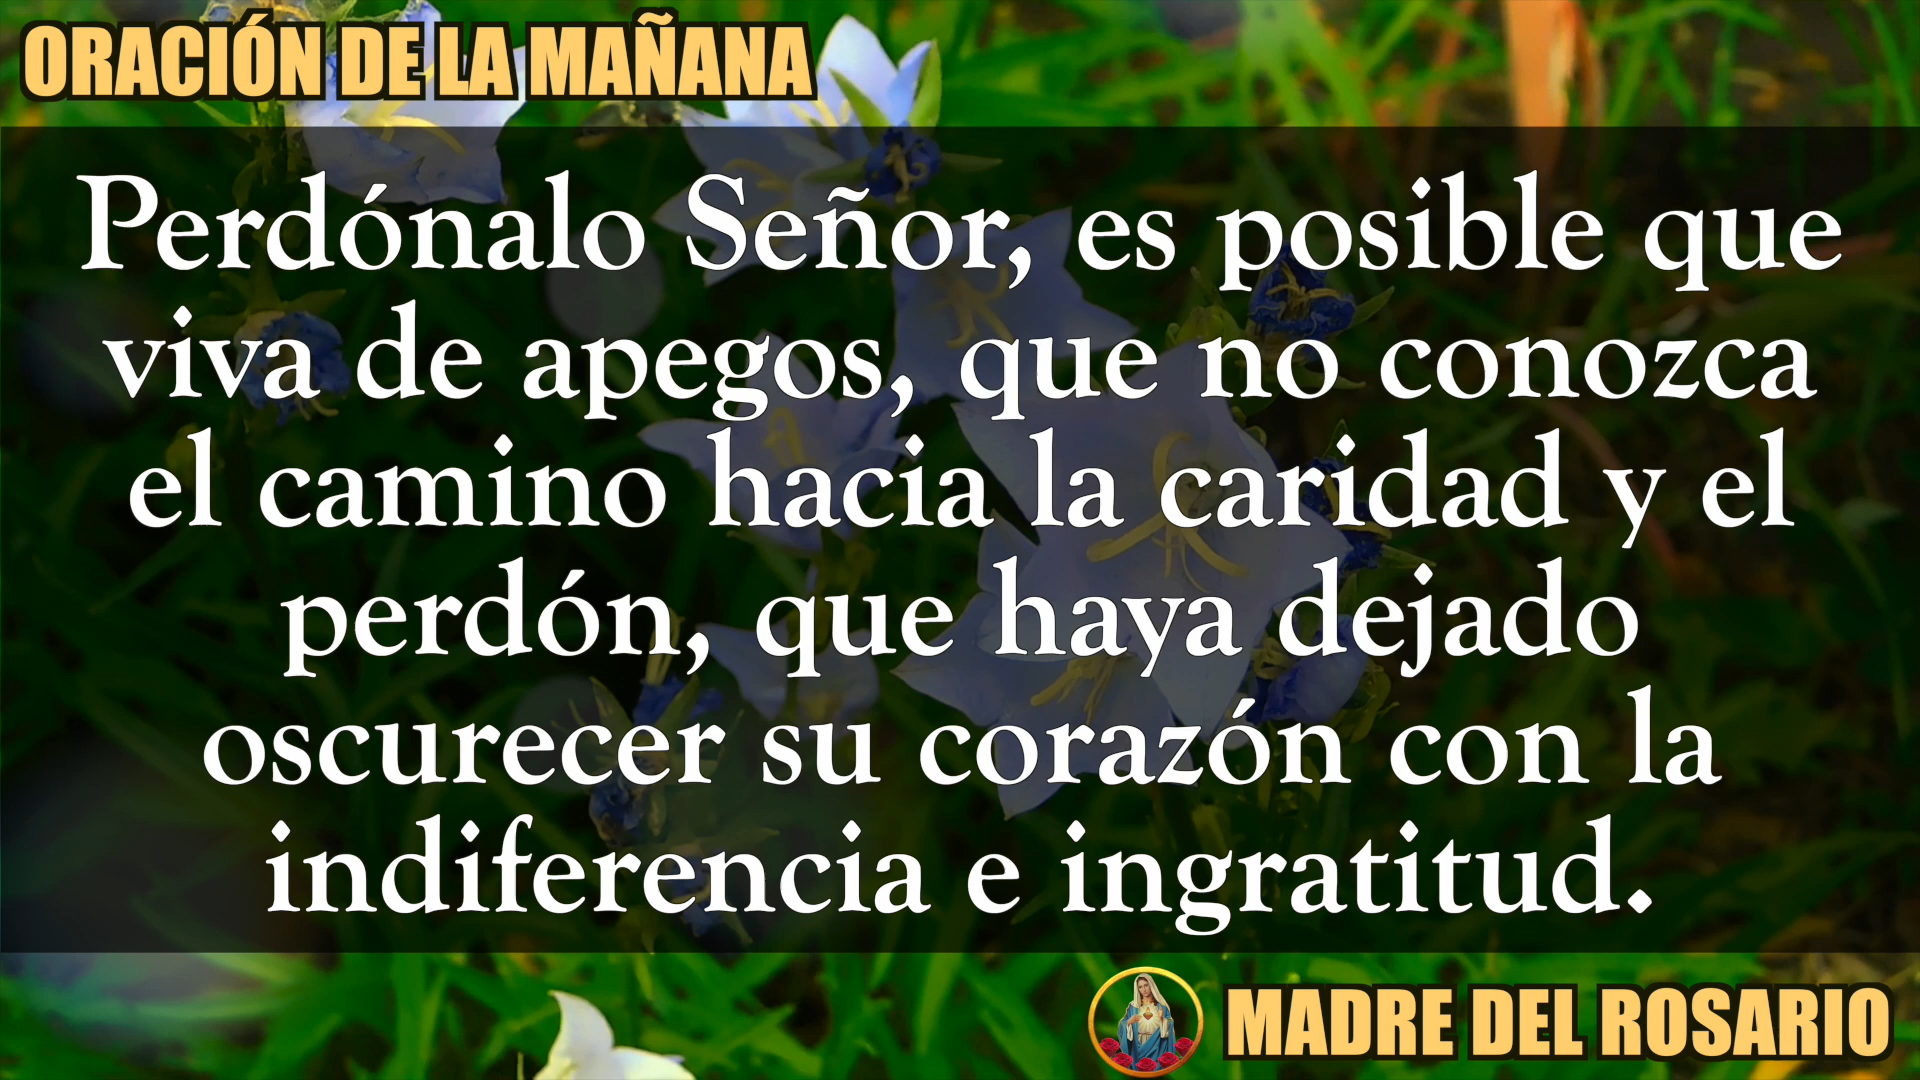 ORACIÓN DE LA MAÑANA
Perdónalo Señor, es posible que
viva de apegos, que no conozca
el camino hacia la caridad y el
perdón, que haya dejado
oscurecer su corazón con la
indiferencia e ingratitud.
MADRE DEL ROSARIO